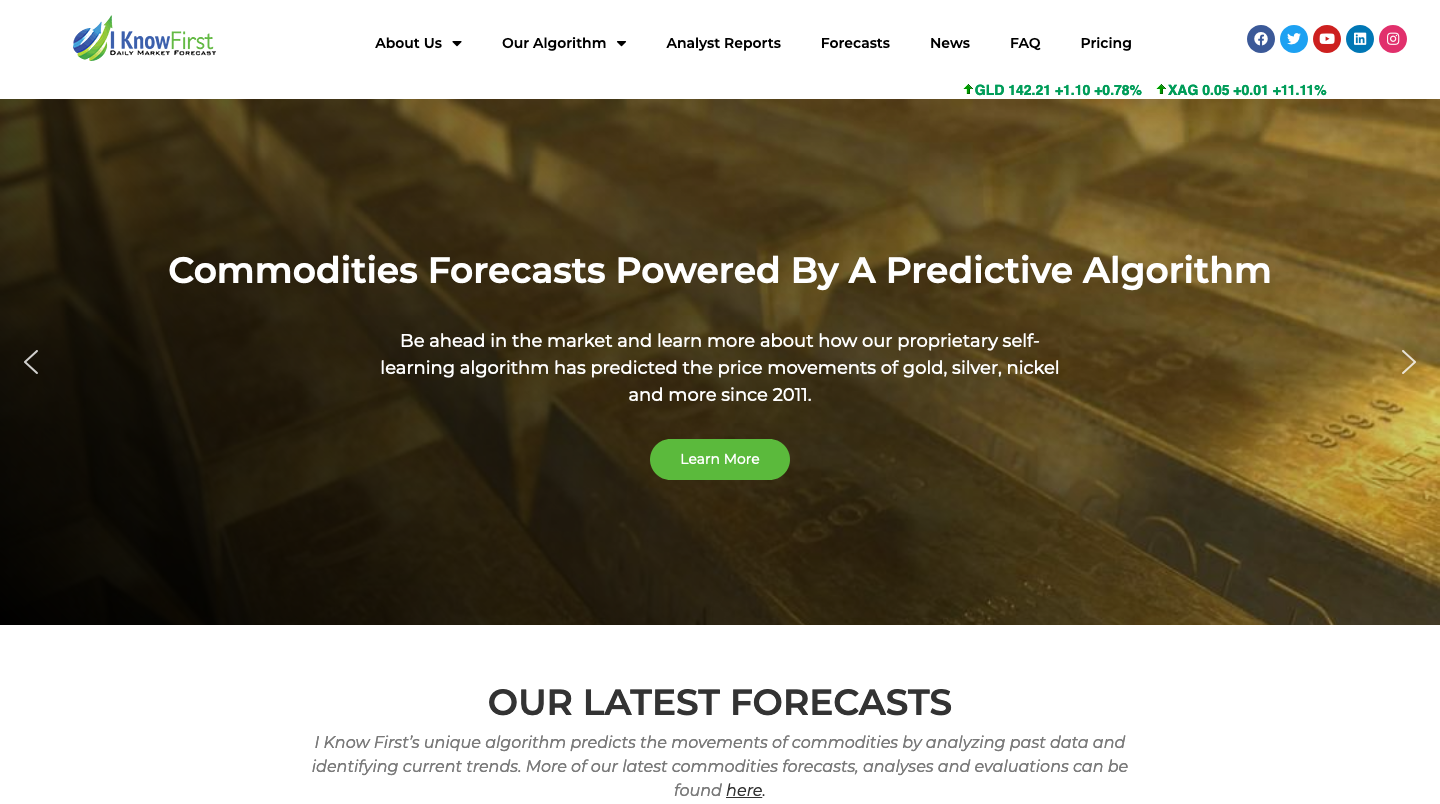 I KnowFirst
DAILY MARKET FORECAST
About Us
Our Algorithm
Analyst Reports
Forecasts
News
FAQ
Pricing
GLD 142.21 +1.10 +0.78% XAG 0.05 +0.01 +11.11%
Commodities Forecasts Powered By A Predictive Algorithm
Be ahead in the market and learn more about how our proprietary self-
learning algorithm has predicted the price movements of gold, silver, nickel
and more since 2011.
999,9
Learn More
OUR LATEST FORECASTS
I Know First's unique algorithm predicts the movements of commodities by analyzing past data and
identifying current trends. More of our latest commodities forecasts, analyses and evaluations can be
found here.